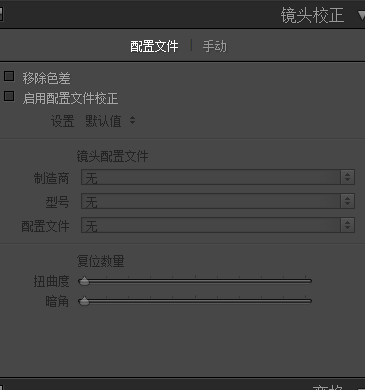 镜头校正
配置文件 | 手动
移除色差
启用配置文件校正
设置 默认值
镜头配置文件
制造商 无
型号 无
配置文件 无
复位数量
扭曲度
暗角